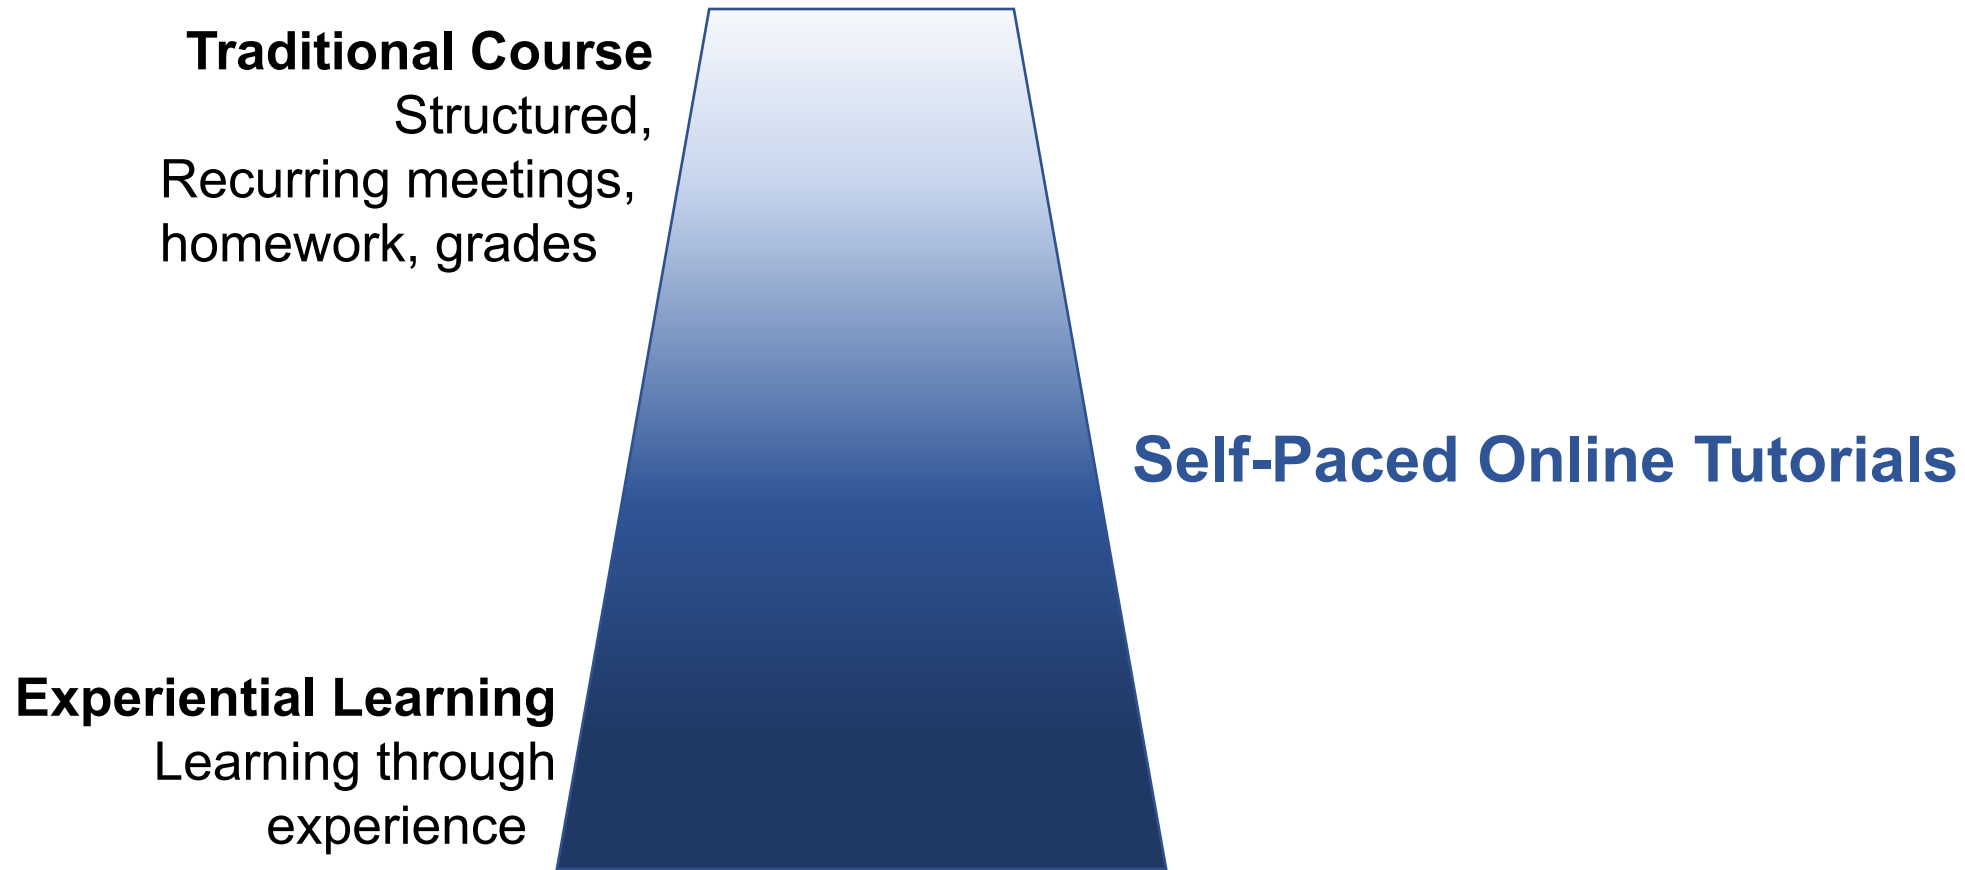 Traditional Course
Structured,
Recurring meetings,
homework, grades
Self-Paced Online Tutorials
Experiential Learning
Learning through
experience